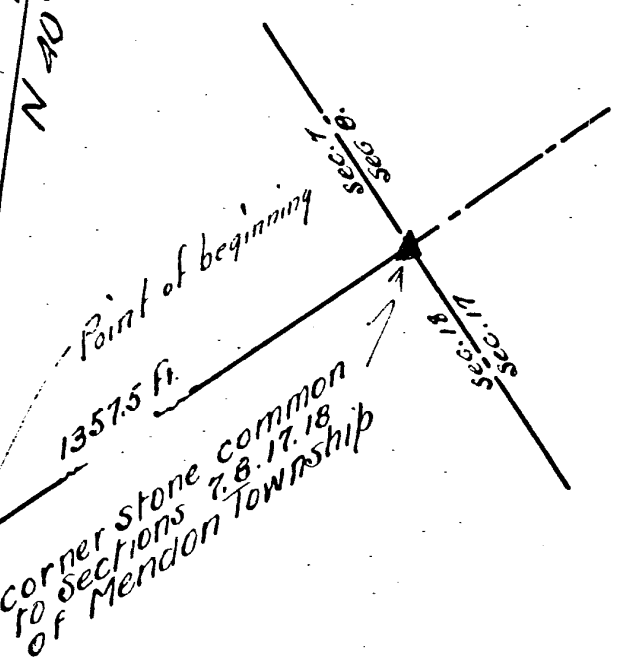 N 40
Sec. 7
Sec 8.
Point of beginning
1357.5 ft.
Sec. 18
Sec. 17
corner stone common
to Sections 7. 8. 17. 18
of Mendon Township